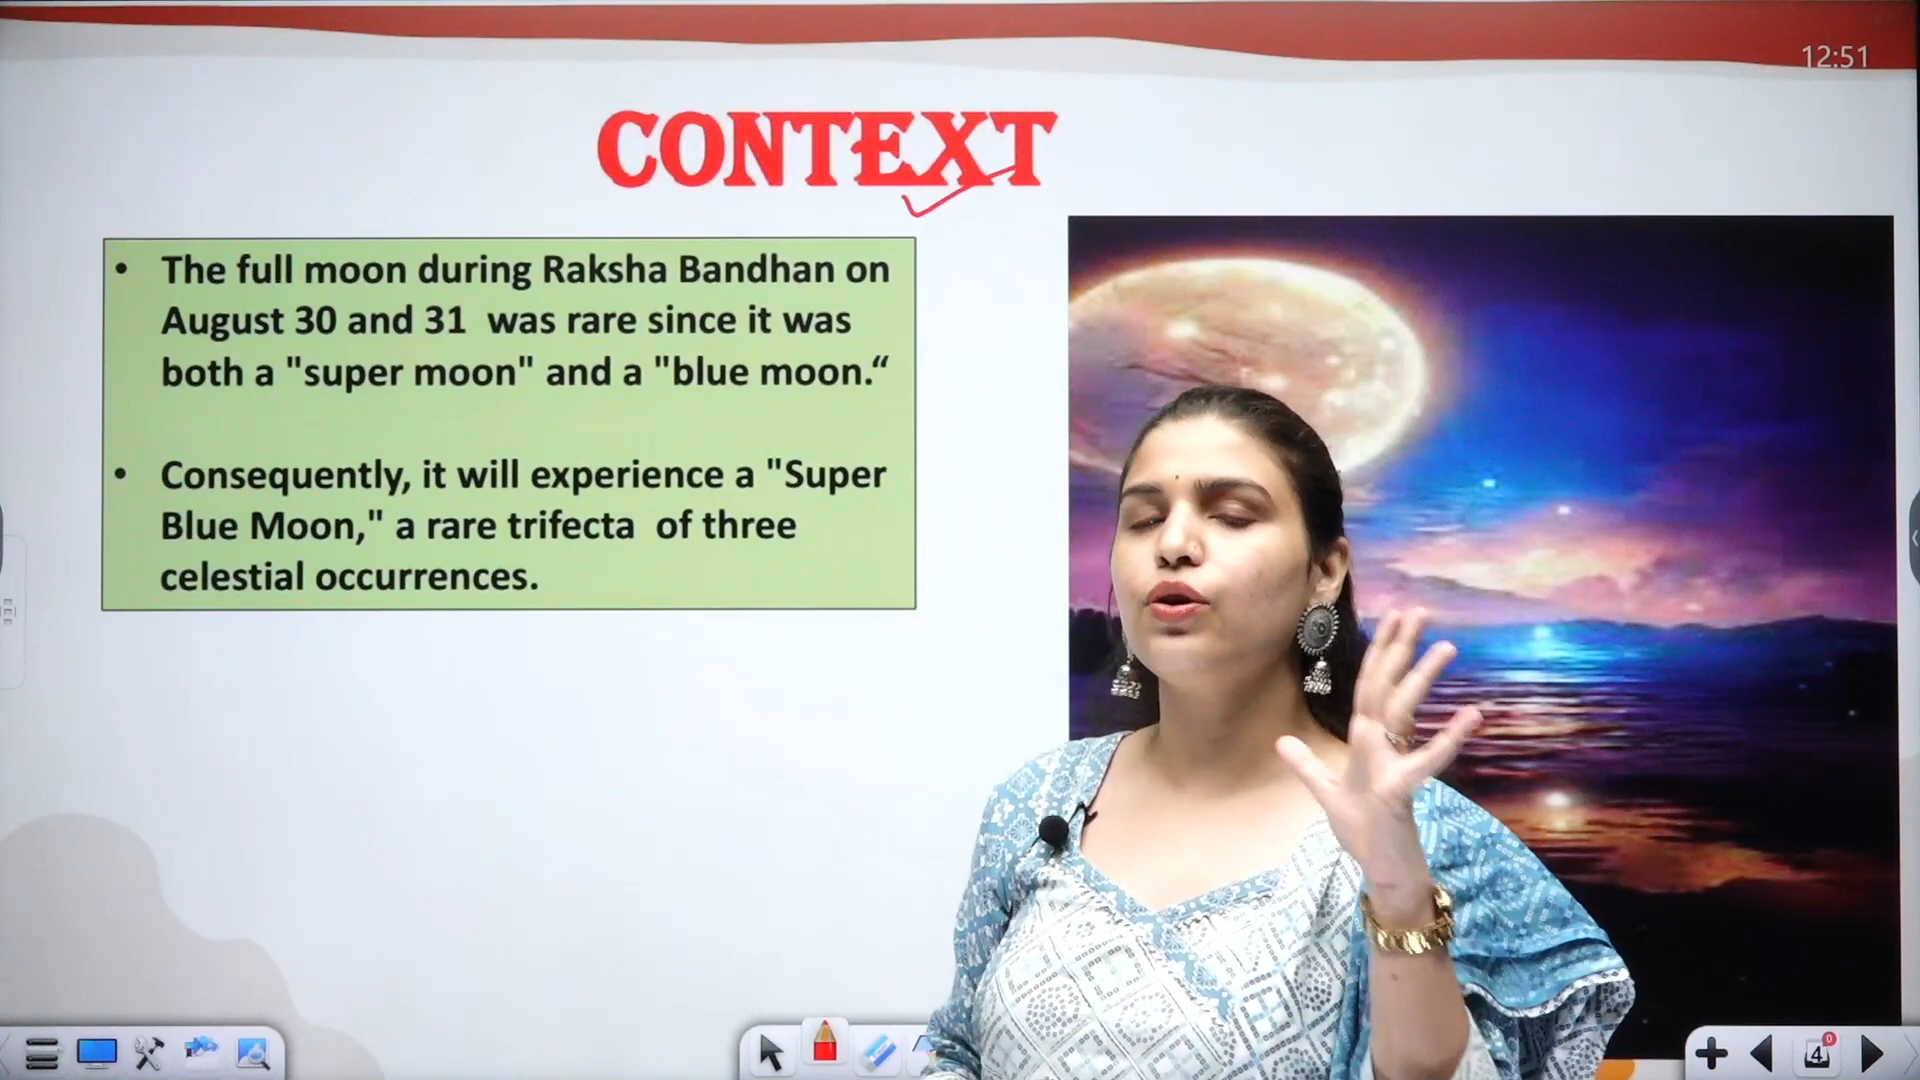 12:51
CONTEXT
• The full moon during Raksha Bandhan on
August 30 and 31 was rare since it was
both a "super moon" and a "blue moon.“
• Consequently, it will experience a "Super
Blue Moon," a rare trifecta of three
celestial occurrences.
4
0